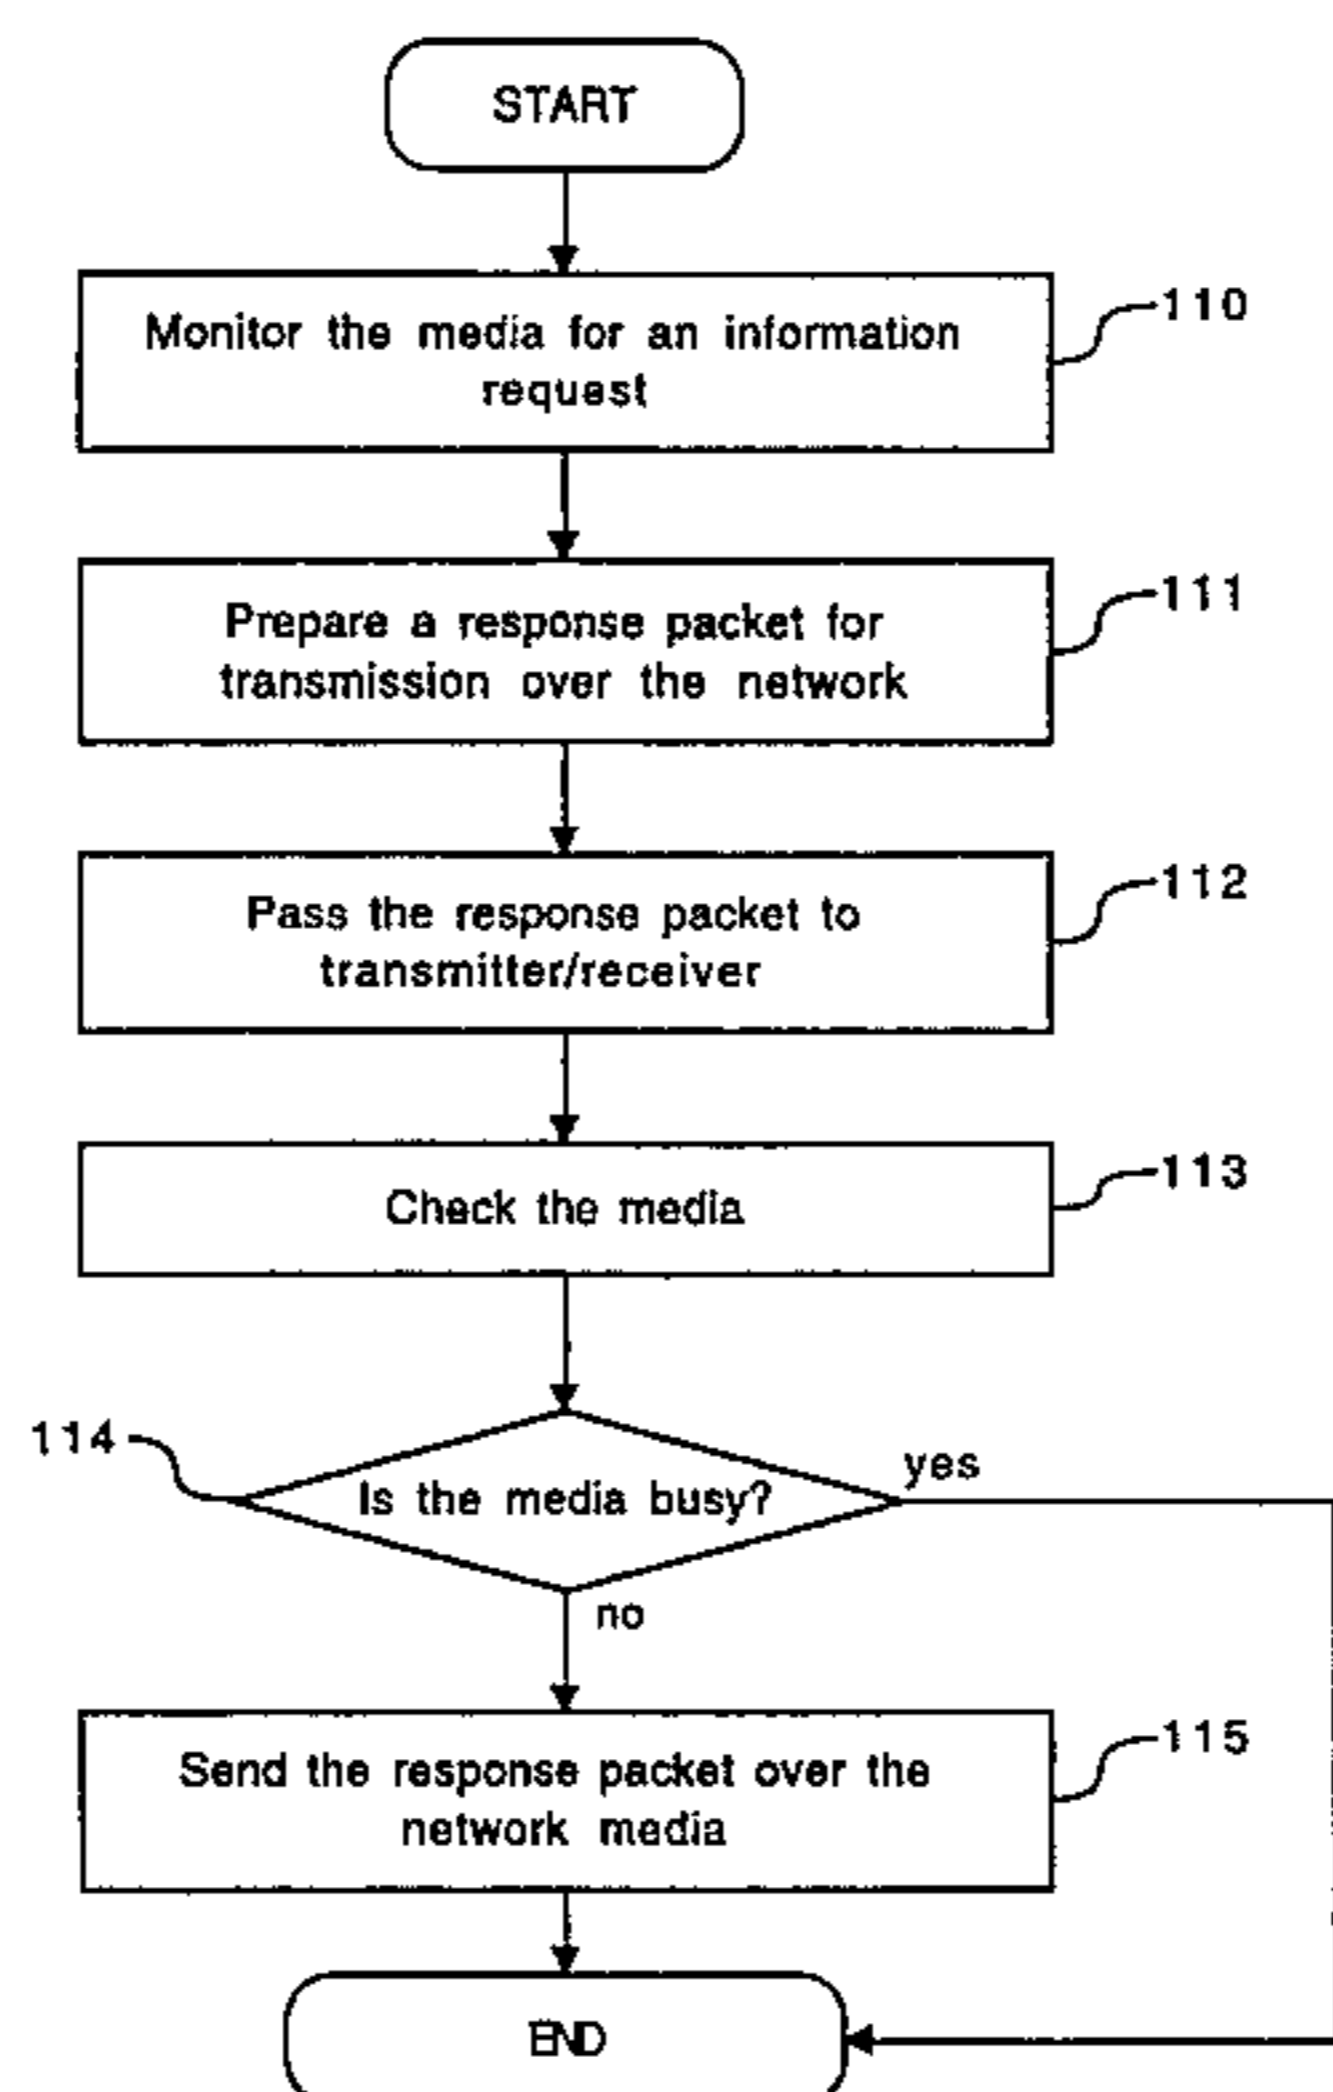 START
Monitor the media for an information
request
110
Prepare a response packet for
transmission over the network
111
Pass the response packet to
transmitter/receiver
112
Check the media
113
114
Is the media busy?
yes
no
Send the response packet over the
network media
115
END